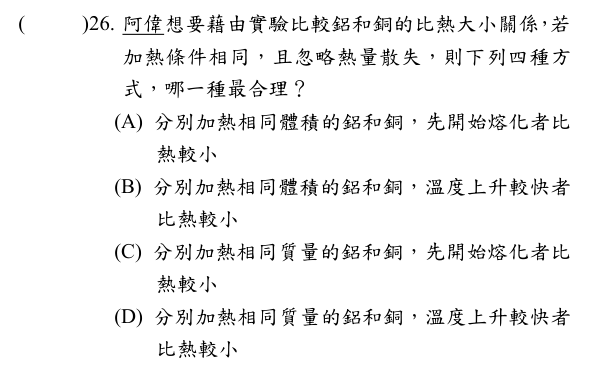 (　　)26. 阿偉想要藉由實驗比較鋁和銅的比熱大小關係，若
加熱條件相同，且忽略熱量散失，則下列四種方
式，哪一種最合理？
(A) 分別加熱相同體積的鋁和銅，先開始熔化者比
熱較小
(B) 分別加熱相同體積的鋁和銅，溫度上升較快者
比熱較小
(C) 分別加熱相同質量的鋁和銅，先開始熔化者比
熱較小
(D) 分別加熱相同質量的鋁和銅，溫度上升較快者
比熱較小